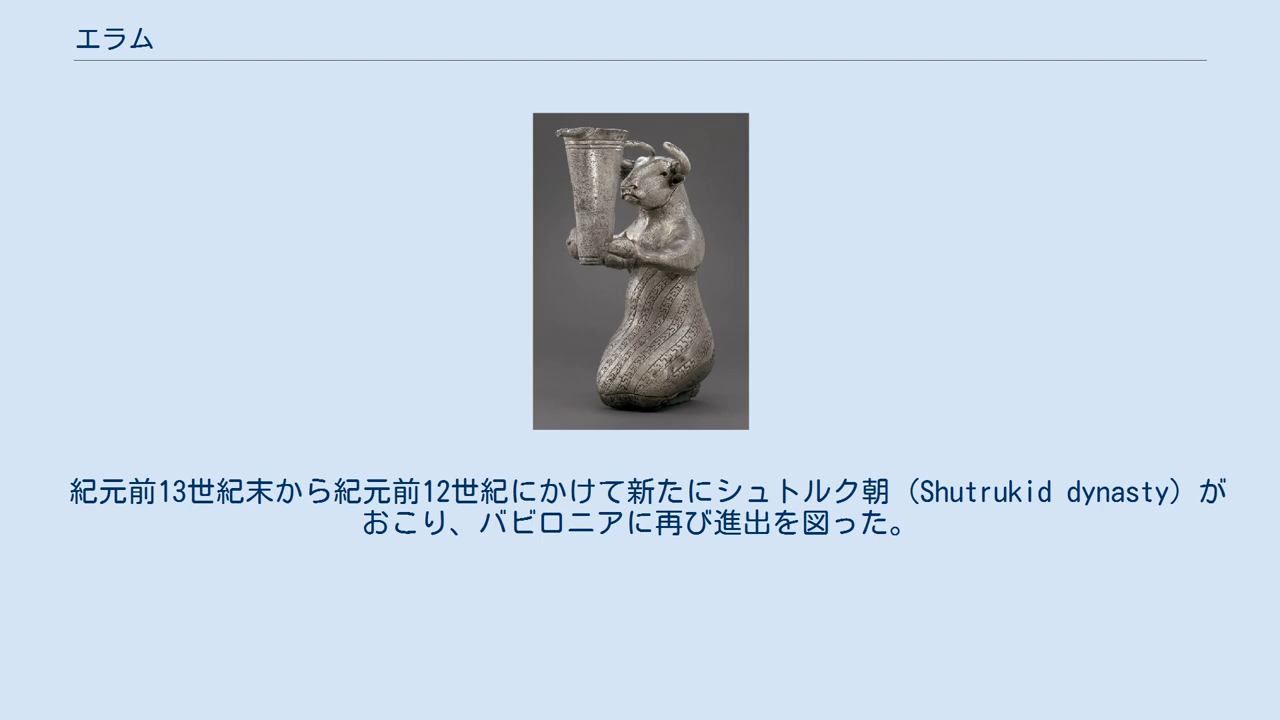 エラム
紀元前13世紀末から紀元前12世紀にかけて新たにシュトルク朝（Shutrukid dynasty）が
おこり、バビロニアに再び進出を図った。